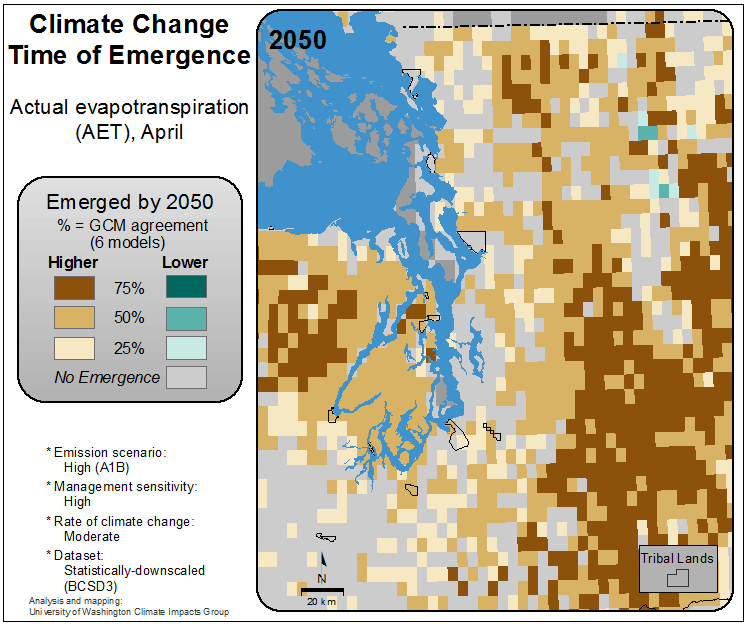 Climate Change
Time of Emergence
Actual evapotranspiration
(AET), April
Emerged by 2050
% = GCM agreement
(6 models)
Higher Lower
75%
50%
25%
No Emergence
* Emission scenario:
High (A1B)
* Management sensitivity:
High
* Rate of climate change:
Moderate
* Dataset:
Statistically-downscaled
(BCSD3)
Analysis and mapping:
University of Washington Climate Impacts Group
2050
N
20 km
Tribal Lands